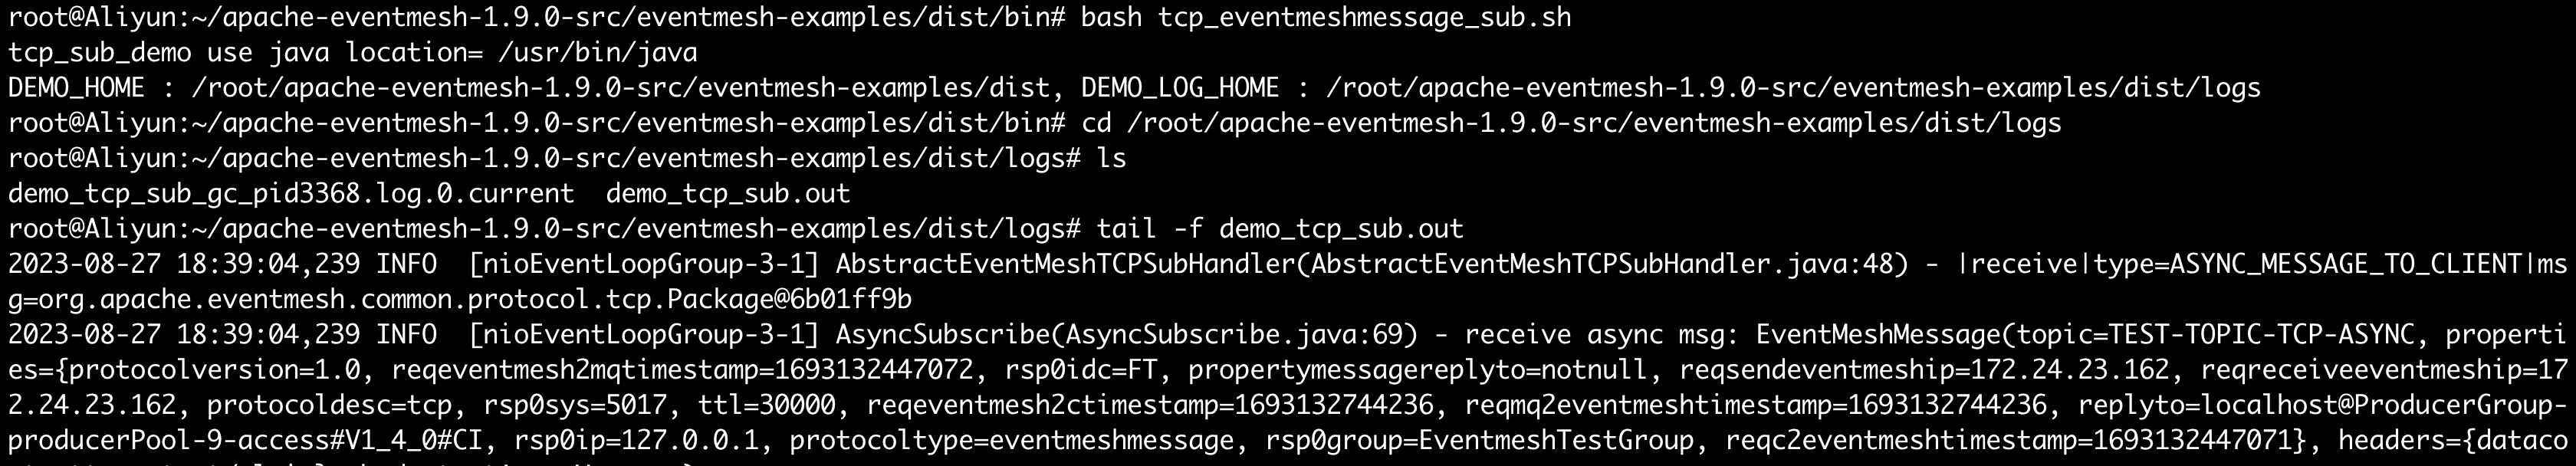 root@Aliyun:~/apache-eventmesh-1.9.0-src/eventmesh-examples/dist/bin# bash tcp_eventmeshmessage_sub.sh
tcp_sub_demo use java location= /usr/bin/java
DEMO_HOME : /root/apache-eventmesh-1.9.0-src/eventmesh-examples/dist, DEMO_LOG_HOME : /root/apache-eventmesh-1.9.0-src/eventmesh-examples/dist/logs
root@Aliyun:~/apache-eventmesh-1.9.0-src/eventmesh-examples/dist/bin# cd /root/apache-eventmesh-1.9.0-src/eventmesh-examples/dist/logs
root@Aliyun:~/apache-eventmesh-1.9.0-src/eventmesh-examples/dist/logs# ls
demo_tcp_sub_gc_pid3368.log.0.current  demo_tcp_sub.out
root@Aliyun:~/apache-eventmesh-1.9.0-src/eventmesh-examples/dist/logs# tail -f demo_tcp_sub.out
2023-08-27 18:39:04,239 INFO  [nioEventLoopGroup-3-1] AbstractEventMeshTCPSubHandler(AbstractEventMeshTCPSubHandler.java:48) - |receive|type=ASYNC_MESSAGE_TO_CLIENT|ms
g=org.apache.eventmesh.common.protocol.tcp.Package@6b01ff9b
2023-08-27 18:39:04,239 INFO  [nioEventLoopGroup-3-1] AsyncSubscribe(AsyncSubscribe.java:69) - receive async msg: EventMeshMessage(topic=TEST-TOPIC-TCP-ASYNC, properti
es={protocolversion=1.0, reqeventmesh2mqtimestamp=1693132447072, rsp0idc=FT, propertymessagereplyto=notnull, reqsendeventmeship=172.24.23.162, reqreceiveeventmeship=17
2.24.23.162, protocoldesc=tcp, rsp0sys=5017, ttl=30000, reqeventmesh2ctimestamp=1693132744236, reqmq2eventmeshtimestamp=1693132744236, replyto=localhost@ProducerGroup-
producerPool-9-access#V1_4_0#CI, rsp0ip=127.0.0.1, protocoltype=eventmeshmessage, rsp0group=EventmeshTestGroup, reqc2eventmeshtimestamp=1693132447071}, headers={dataco